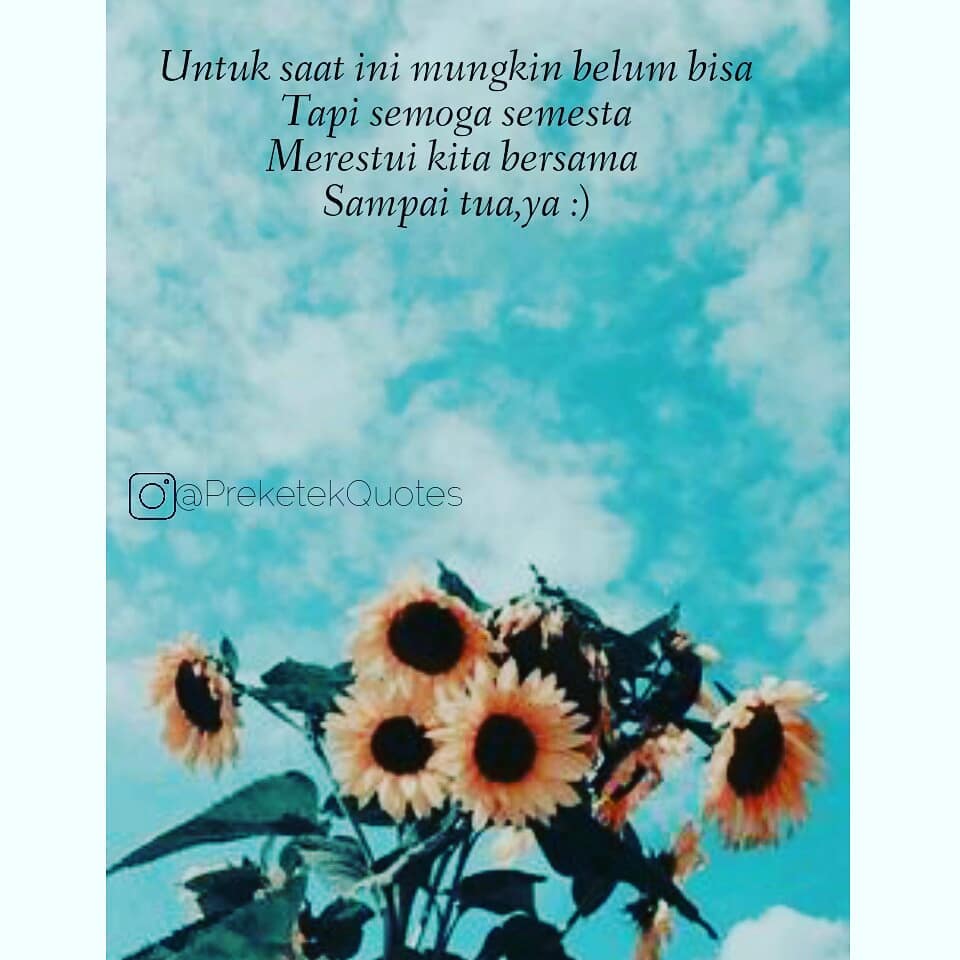 Untuk saat ini mungkin belum bisa
Tapi semoga semesta
Merestui kita bersama
Sampai tua,ya :)
@PreketekQuotes